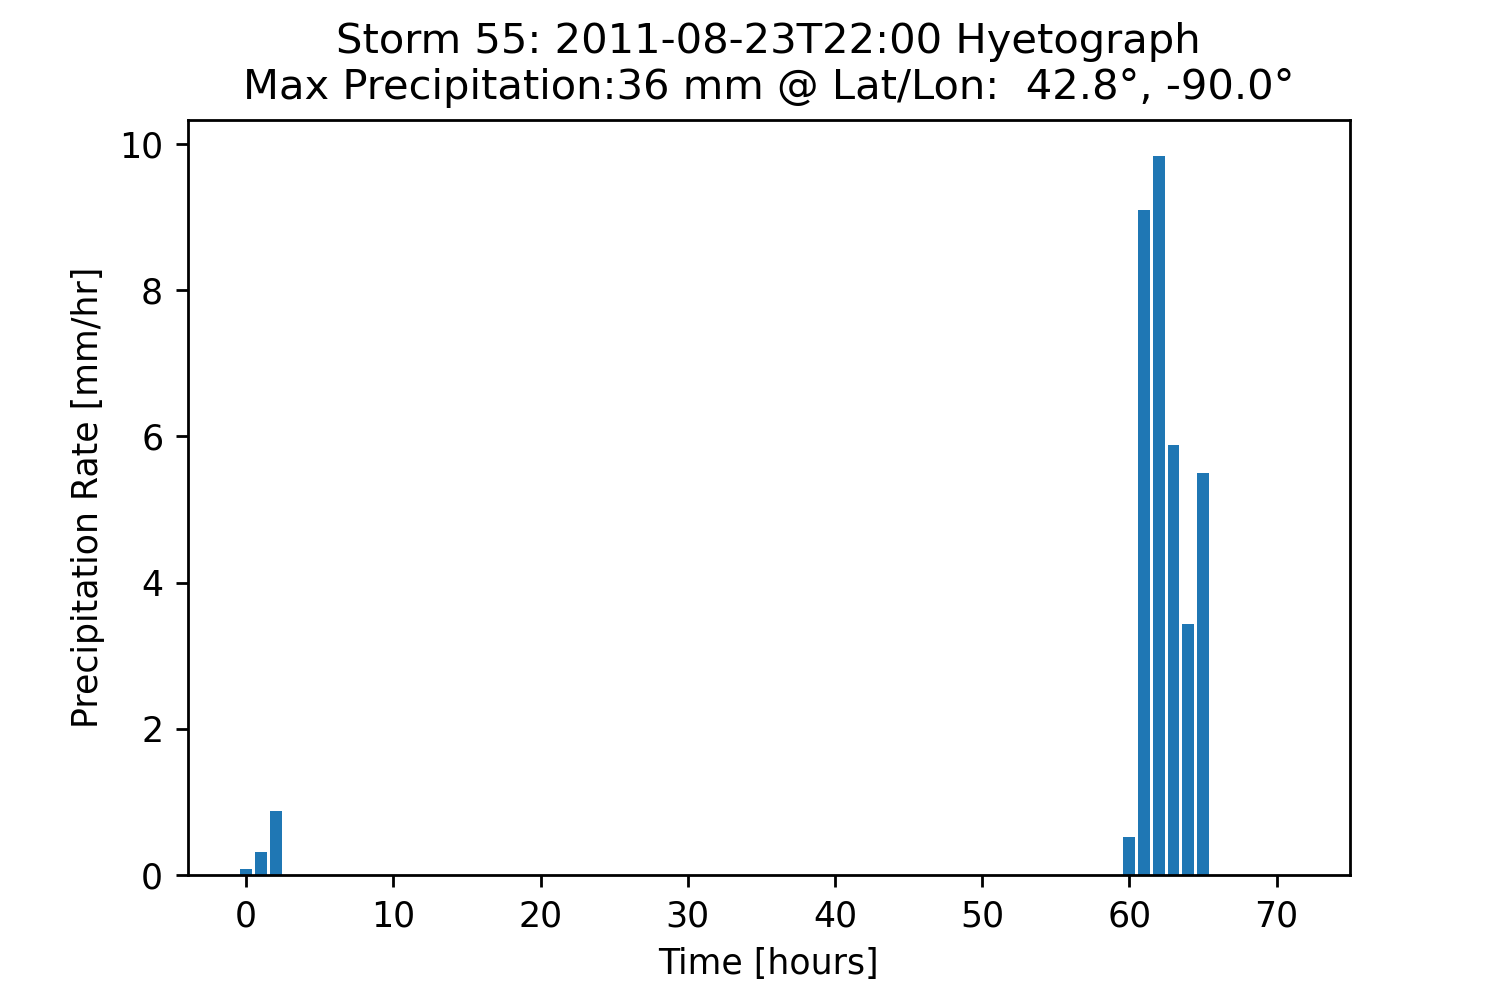 Storm 55: 2011-08-23T22:00 Hyetograph
Max Precipitation:36 mm @ Lat/Lon:  42.8°, -90.0°
Precipitation Rate [mm/hr]
10
8
6
4
2
0
0 10 20 30 40 50 60 70
Time [hours]